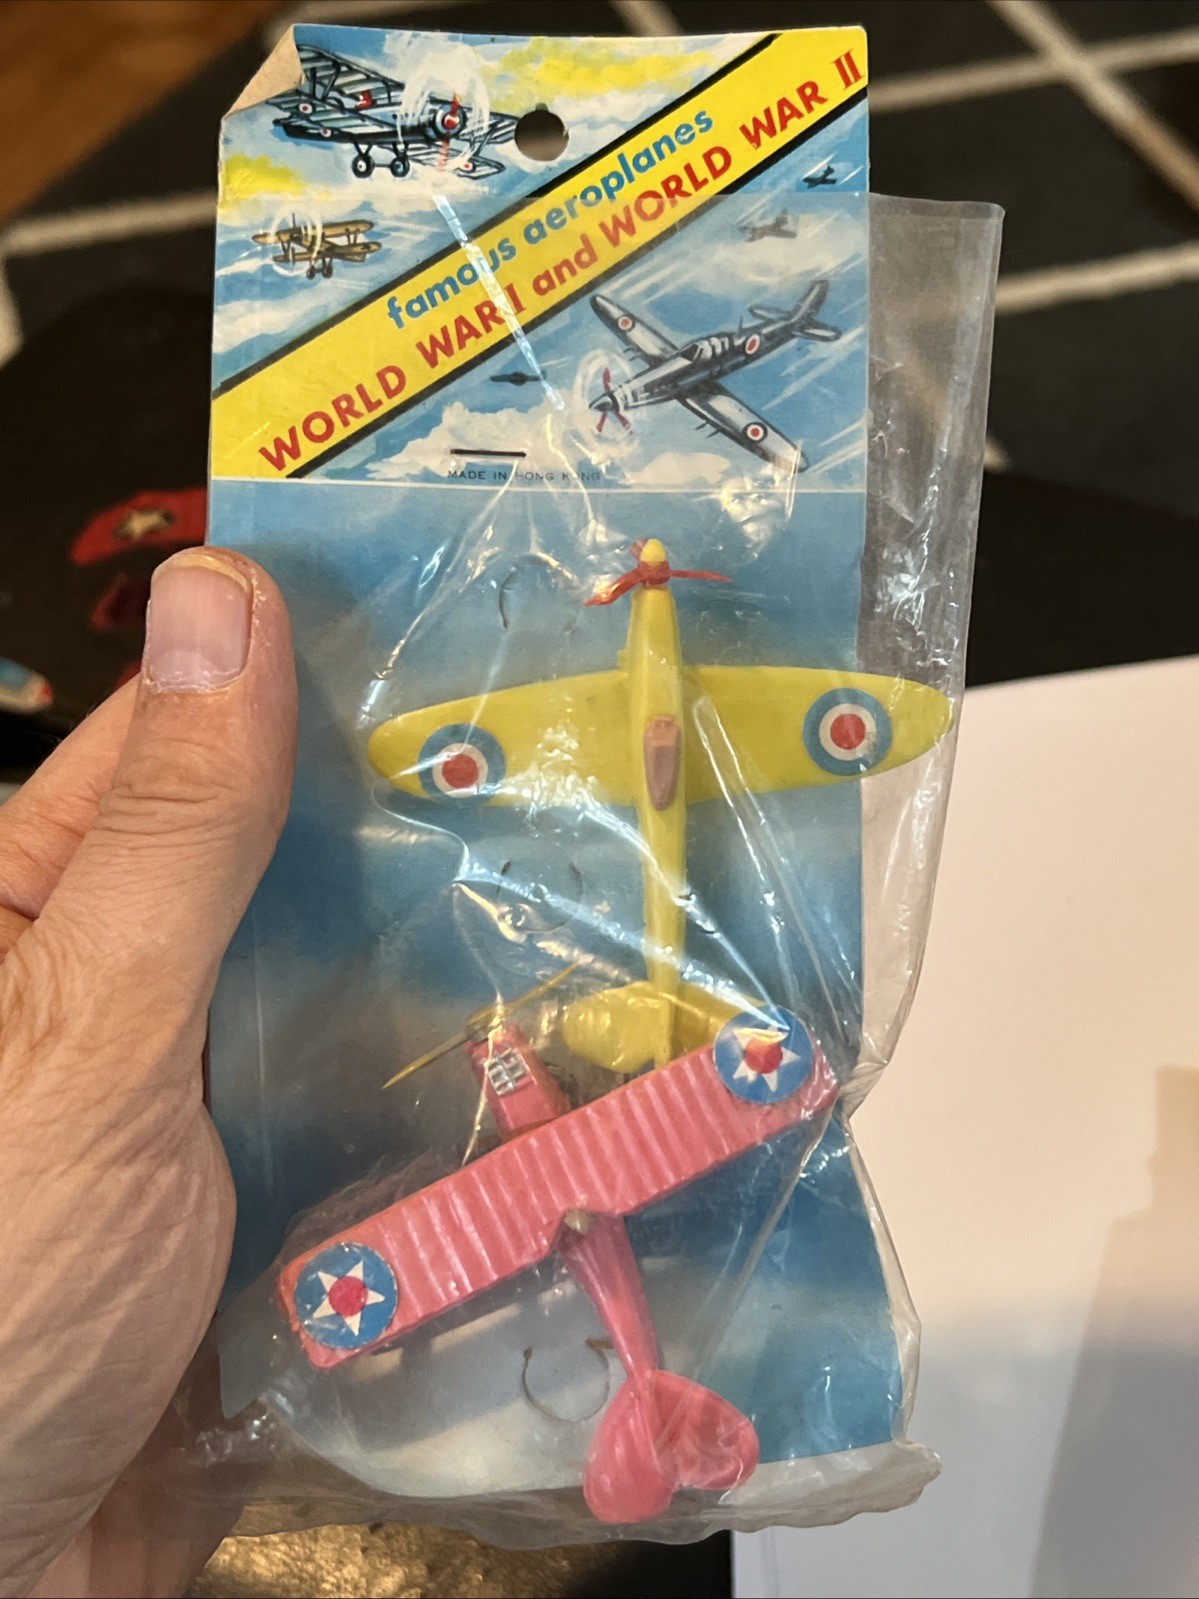 famous aeroplanes
WORLD WAR I and WORLD WAR II
MADE IN HONG KONG